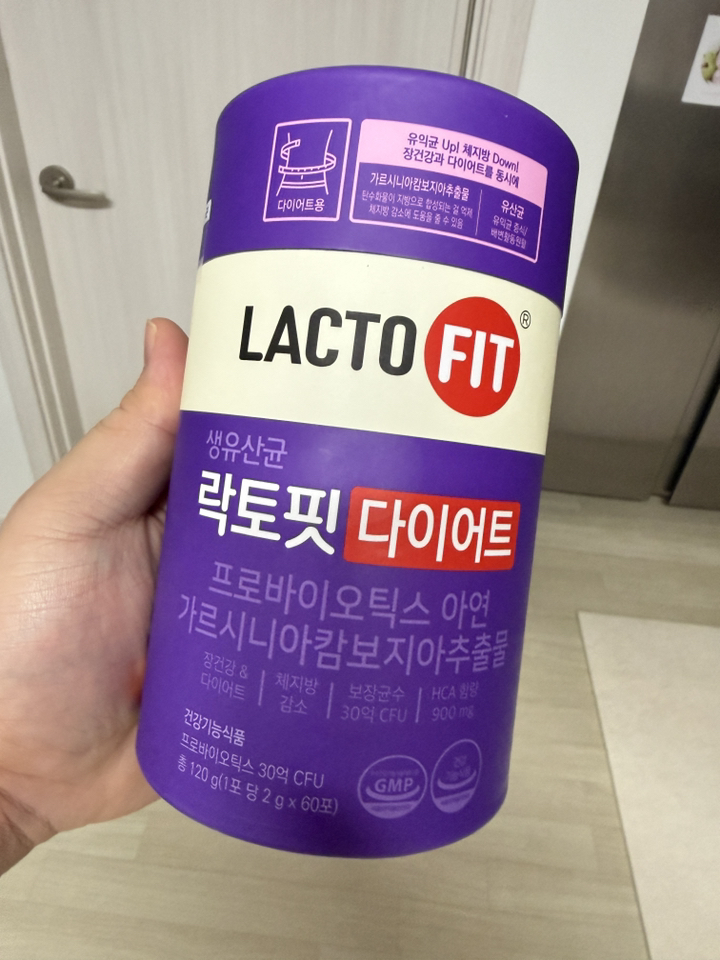 유익균 Up! 체지방 Down!
장건강과 다이어트를 동시에
다이어트용
가르시니아캄보지아추출물
탄수화물이 지방으로 합성되는 걸 억제
체지방 감소에 도움을 줄 수 있음
유산균
유익균 증식/
배변활동원활
LACTO FIT®
생유산균
락토핏 다이어트
프로바이오틱스 아연
가르시니아캄보지아추출물
장건강 &
다이어트
체지방
감소
보장균수
30억 CFU
HCA 함량
900 mg
건강기능식품
프로바이오틱스 30억 CFU
총 120 g(1포 당 2 g x 60포)
GMP
건강
기능식품